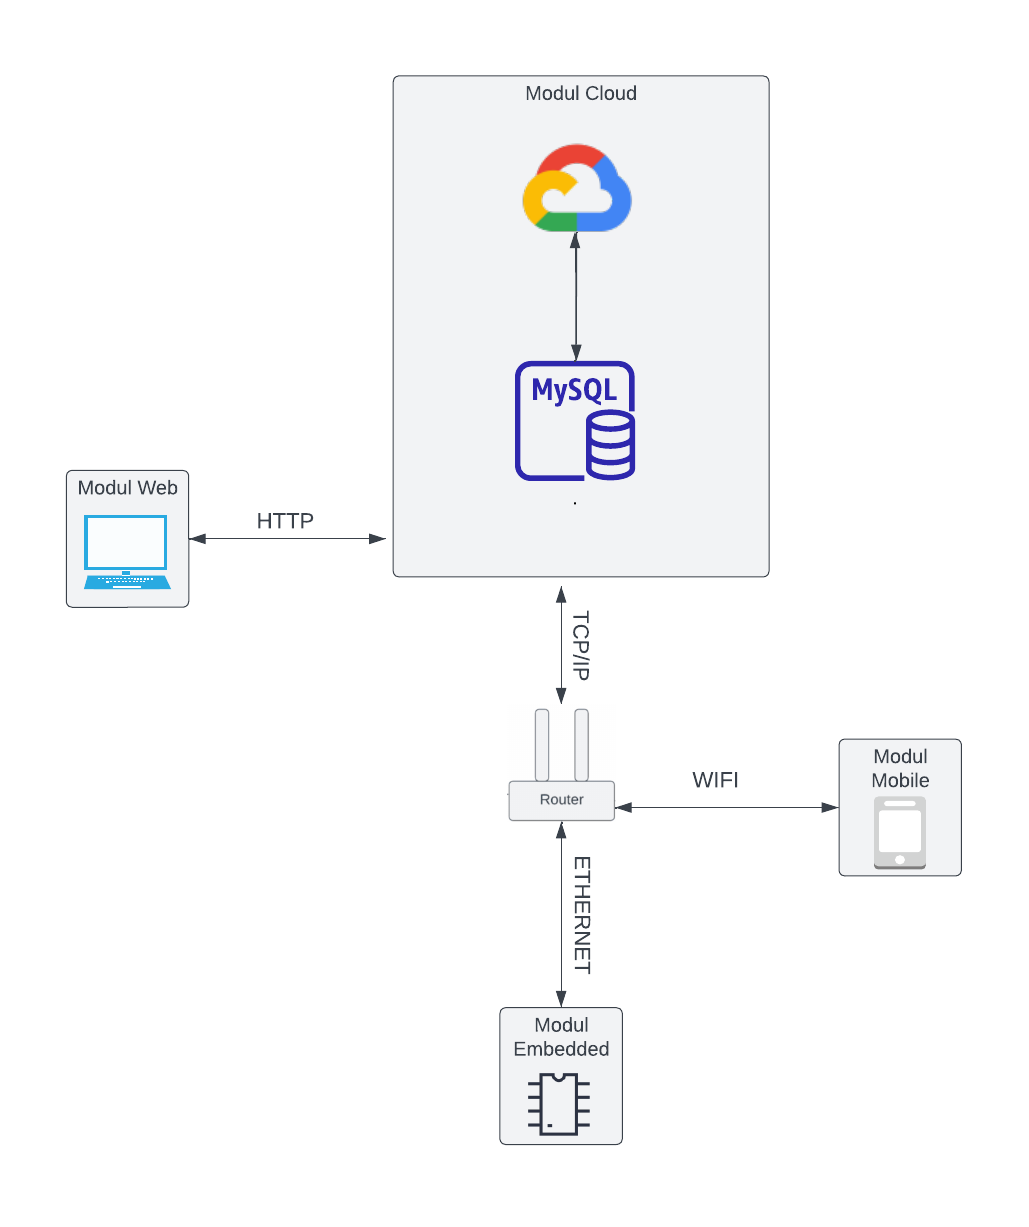 Modul Cloud
MySQL
Modul Web
HTTP
TCP/IP
Router
WIFI
Modul
Mobile
ETHERNET
Modul
Embedded